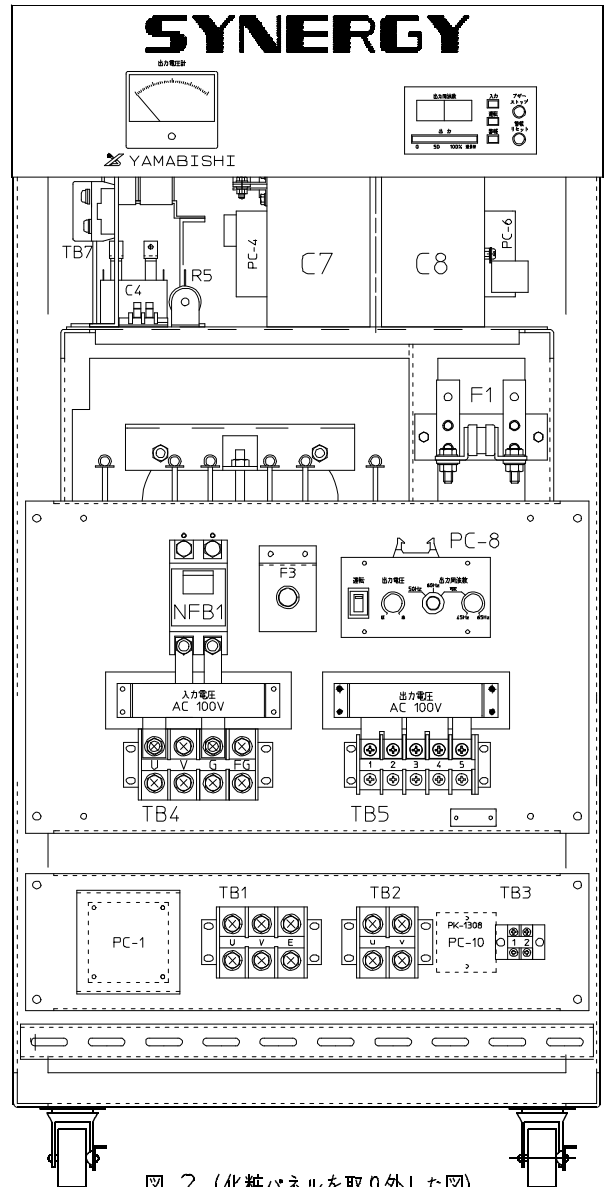 SYNERGY
出力電圧計
YAMABISHI
出力周波数
入力
運転
警報
ブザー
ストップ
警報
リセット
出 力
0 50 100%
TB7
C4
R5
PC-4
C7
C8
PC-6
F1
NFB1
F3
PC-8
運転
出力電圧
出力周波数
50Hz
60Hz
45Hz
65Hz
入力電圧
AC 100V
出力電圧
AC 100V
U V G FG
1 2 3 4 5
TB4
TB5
TB1
TB2
TB3
PC-1
U V E
u v
PK-1308
PC-10
1 2
図 2 (化粧パネルを取り外した図)